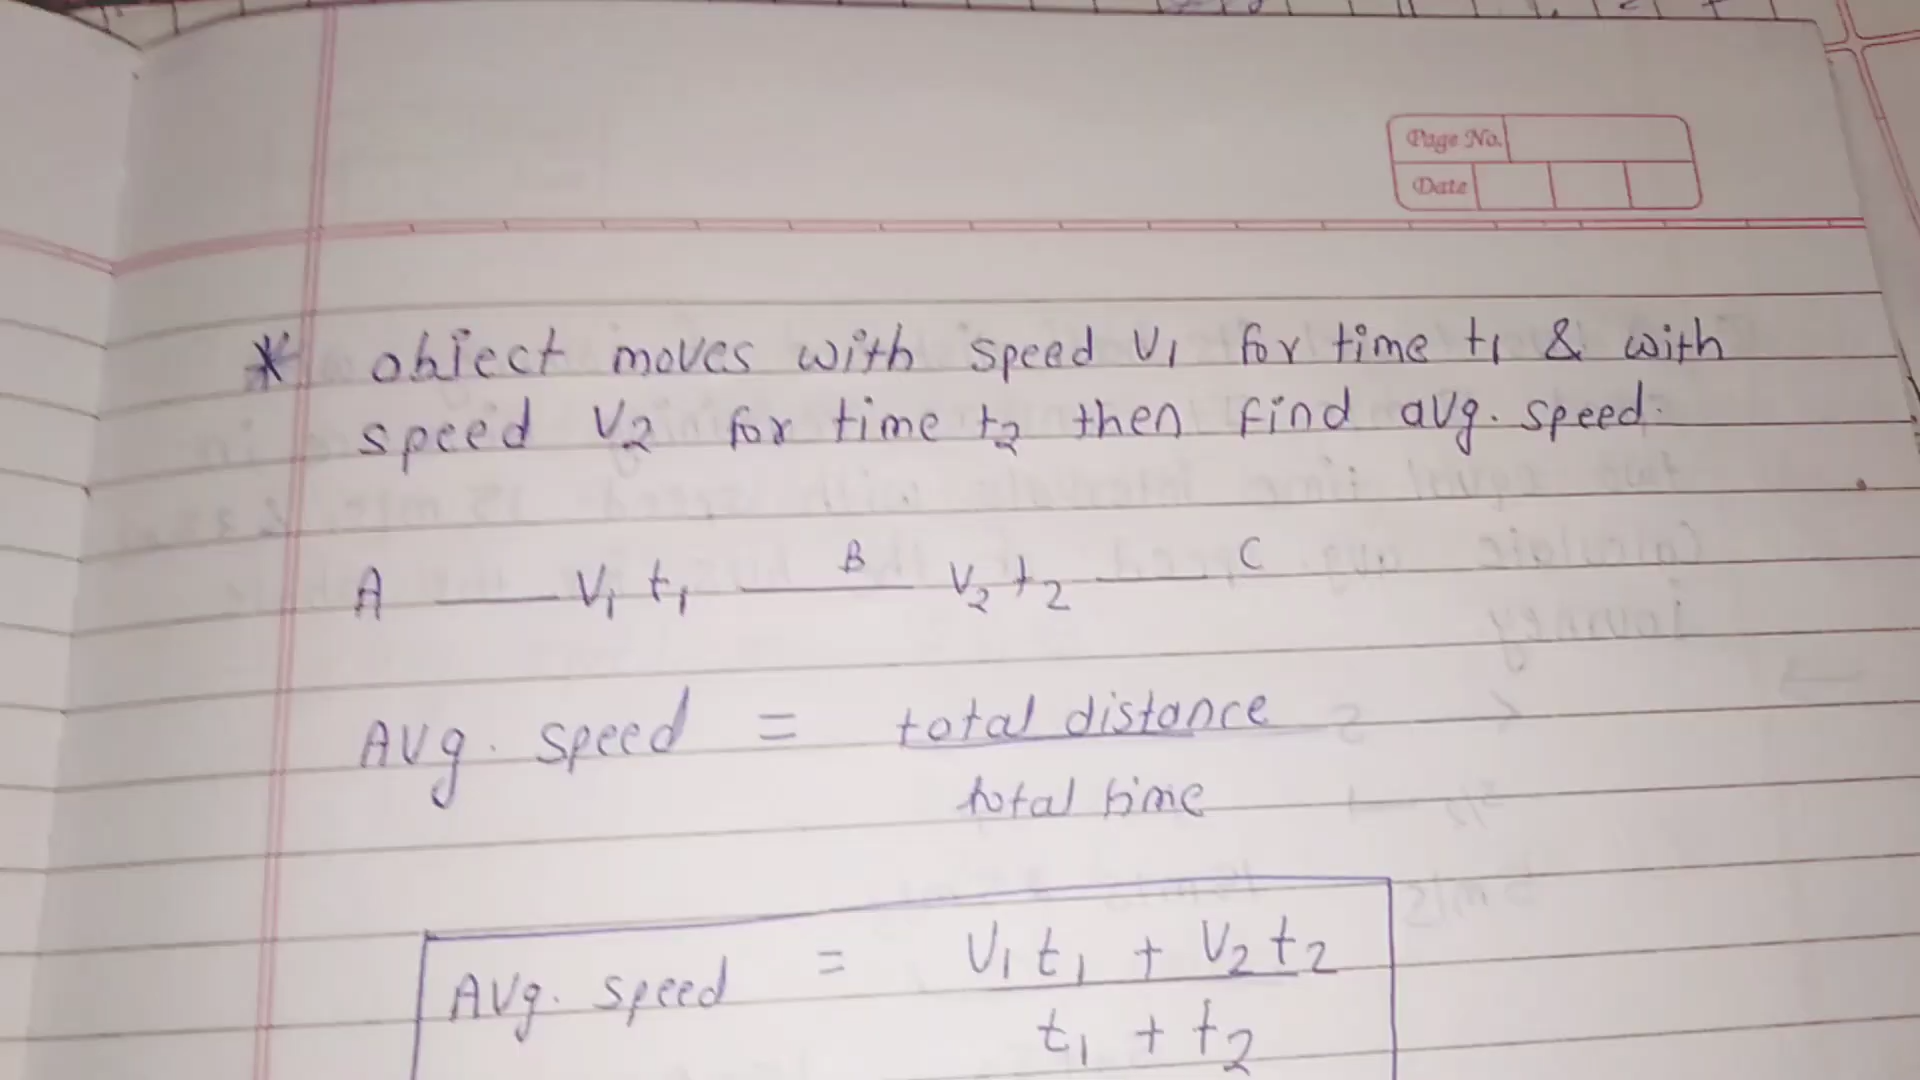 Page No.
Date
* object moves with speed V₁ for time t₁ & with
speed V₂ for time t₂ then find avg. speed.
A —— V₁ t₁ —— B V₂ t₂ —— C
Avg. speed = total distance
total time
Avg. speed = V₁ t₁ + V₂ t₂
t₁ + t₂